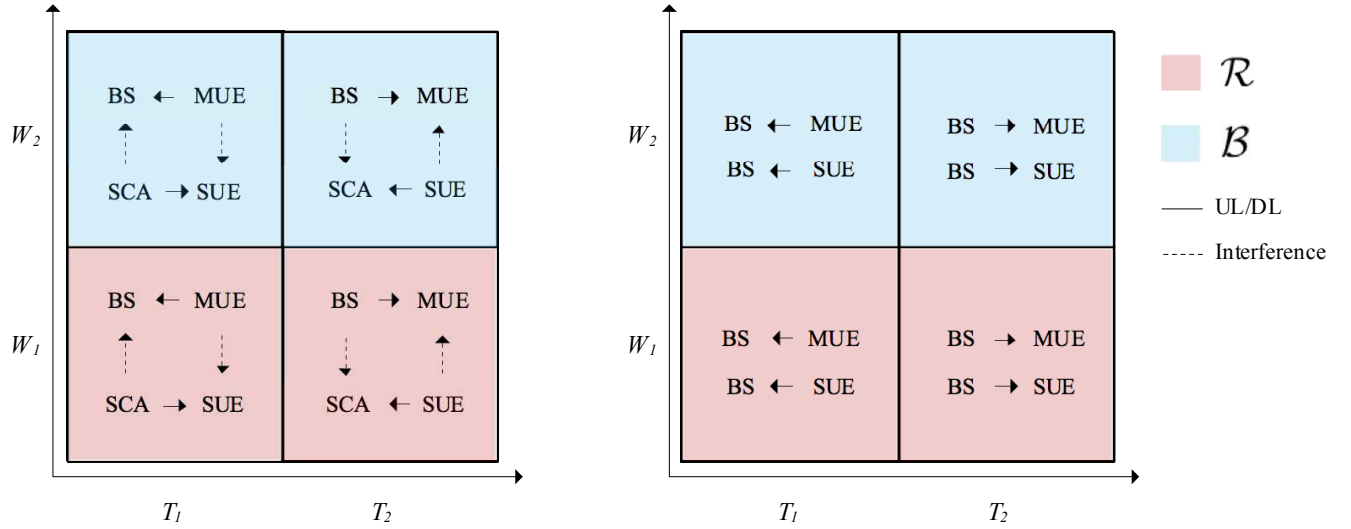 W2
BS MUE
SCA SUE
BS MUE
SCA SUE
W1
BS MUE
SCA SUE
BS MUE
SCA SUE
T1 T2
W2
BS MUE
BS SUE
BS MUE
BS SUE
W1
BS MUE
BS SUE
BS MUE
BS SUE
T1 T2
R
B
UL/DL
Interference